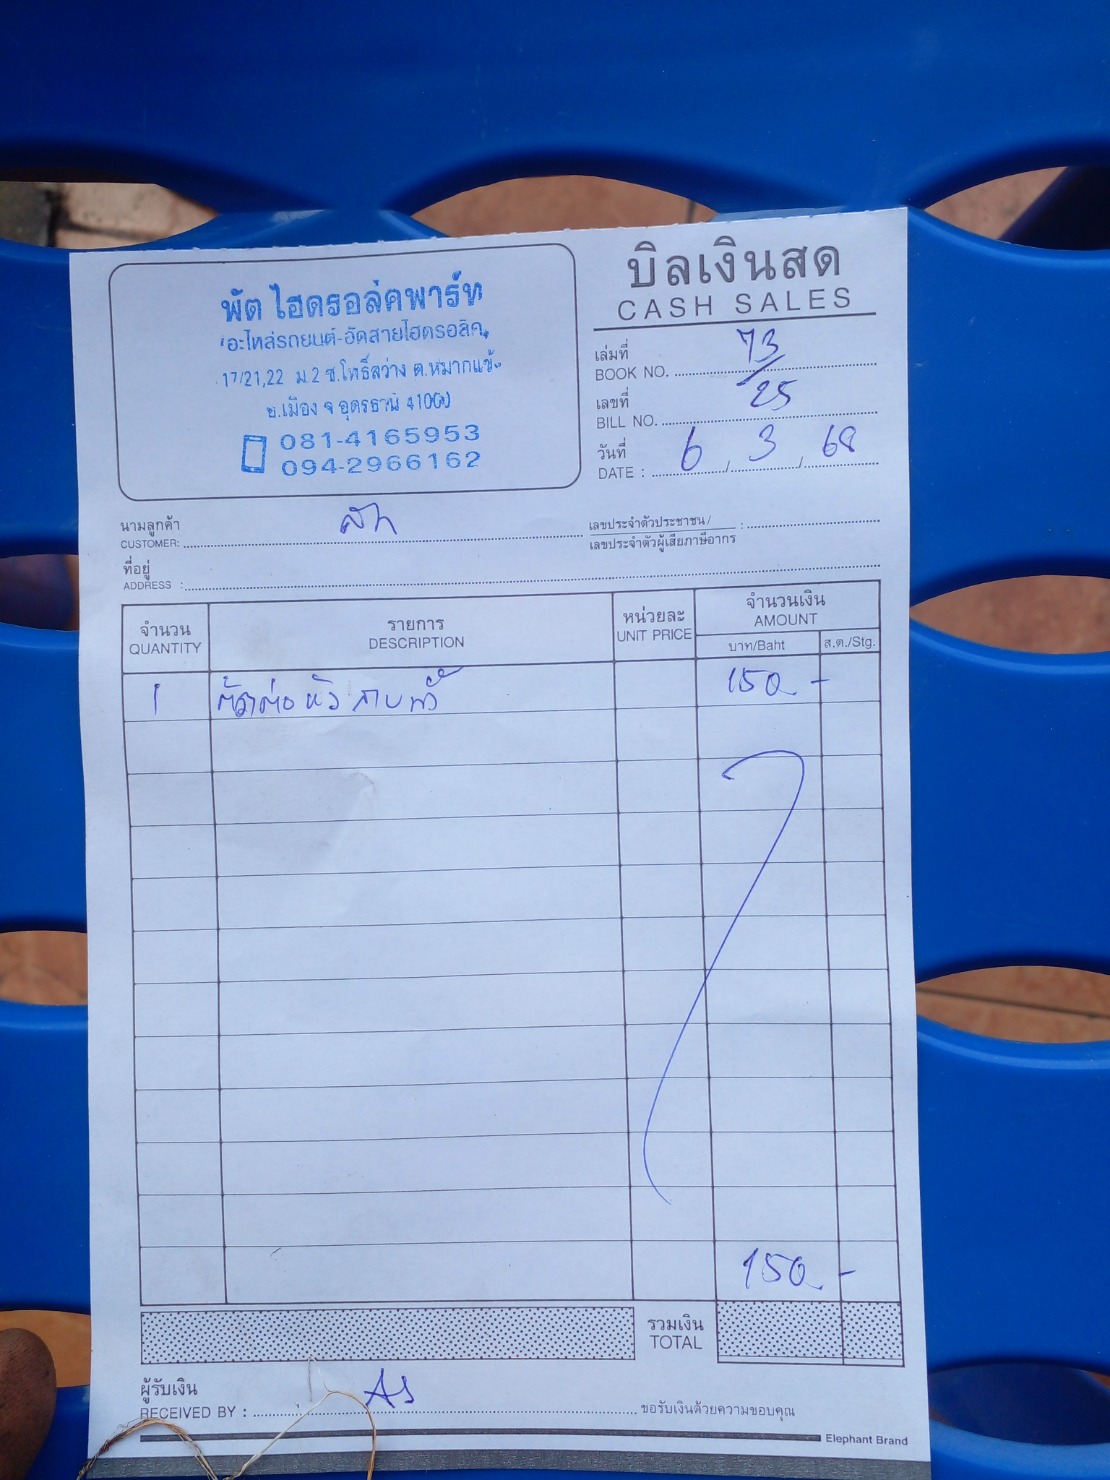 พัต ไฮดรอลิคพาร์ท
อะไหล่รถยนต์-อัดสายไฮดรอลิค
17/21,22 ม.2 ซ.โพธิ์สว่าง ต.หมากแข้ง
อ.เมือง จ.อุดรธานี 41000
081-4165953
094-2966162
บิลเงินสด
CASH SALES
เล่มที่
BOOK NO. 73
เลขที่
BILL NO. 25
วันที่
DATE : 6 , 3 , 68
นามลูกค้า
CUSTOMER:
เลขประจำตัวประชาชน / :
เลขประจำตัวผู้เสียภาษีอากร
ที่อยู่
ADDRESS :
จำนวน รายการ หน่วยละ จำนวนเงิน
QUANTITY DESCRIPTION UNIT PRICE AMOUNT
บาท/Baht ส.ต./Stg.
1 ตัดต่อ หัว 150 -
150 -
รวมเงิน
TOTAL
ผู้รับเงิน
RECEIVED BY : ขอรับเงินด้วยความขอบคุณ
Elephant Brand